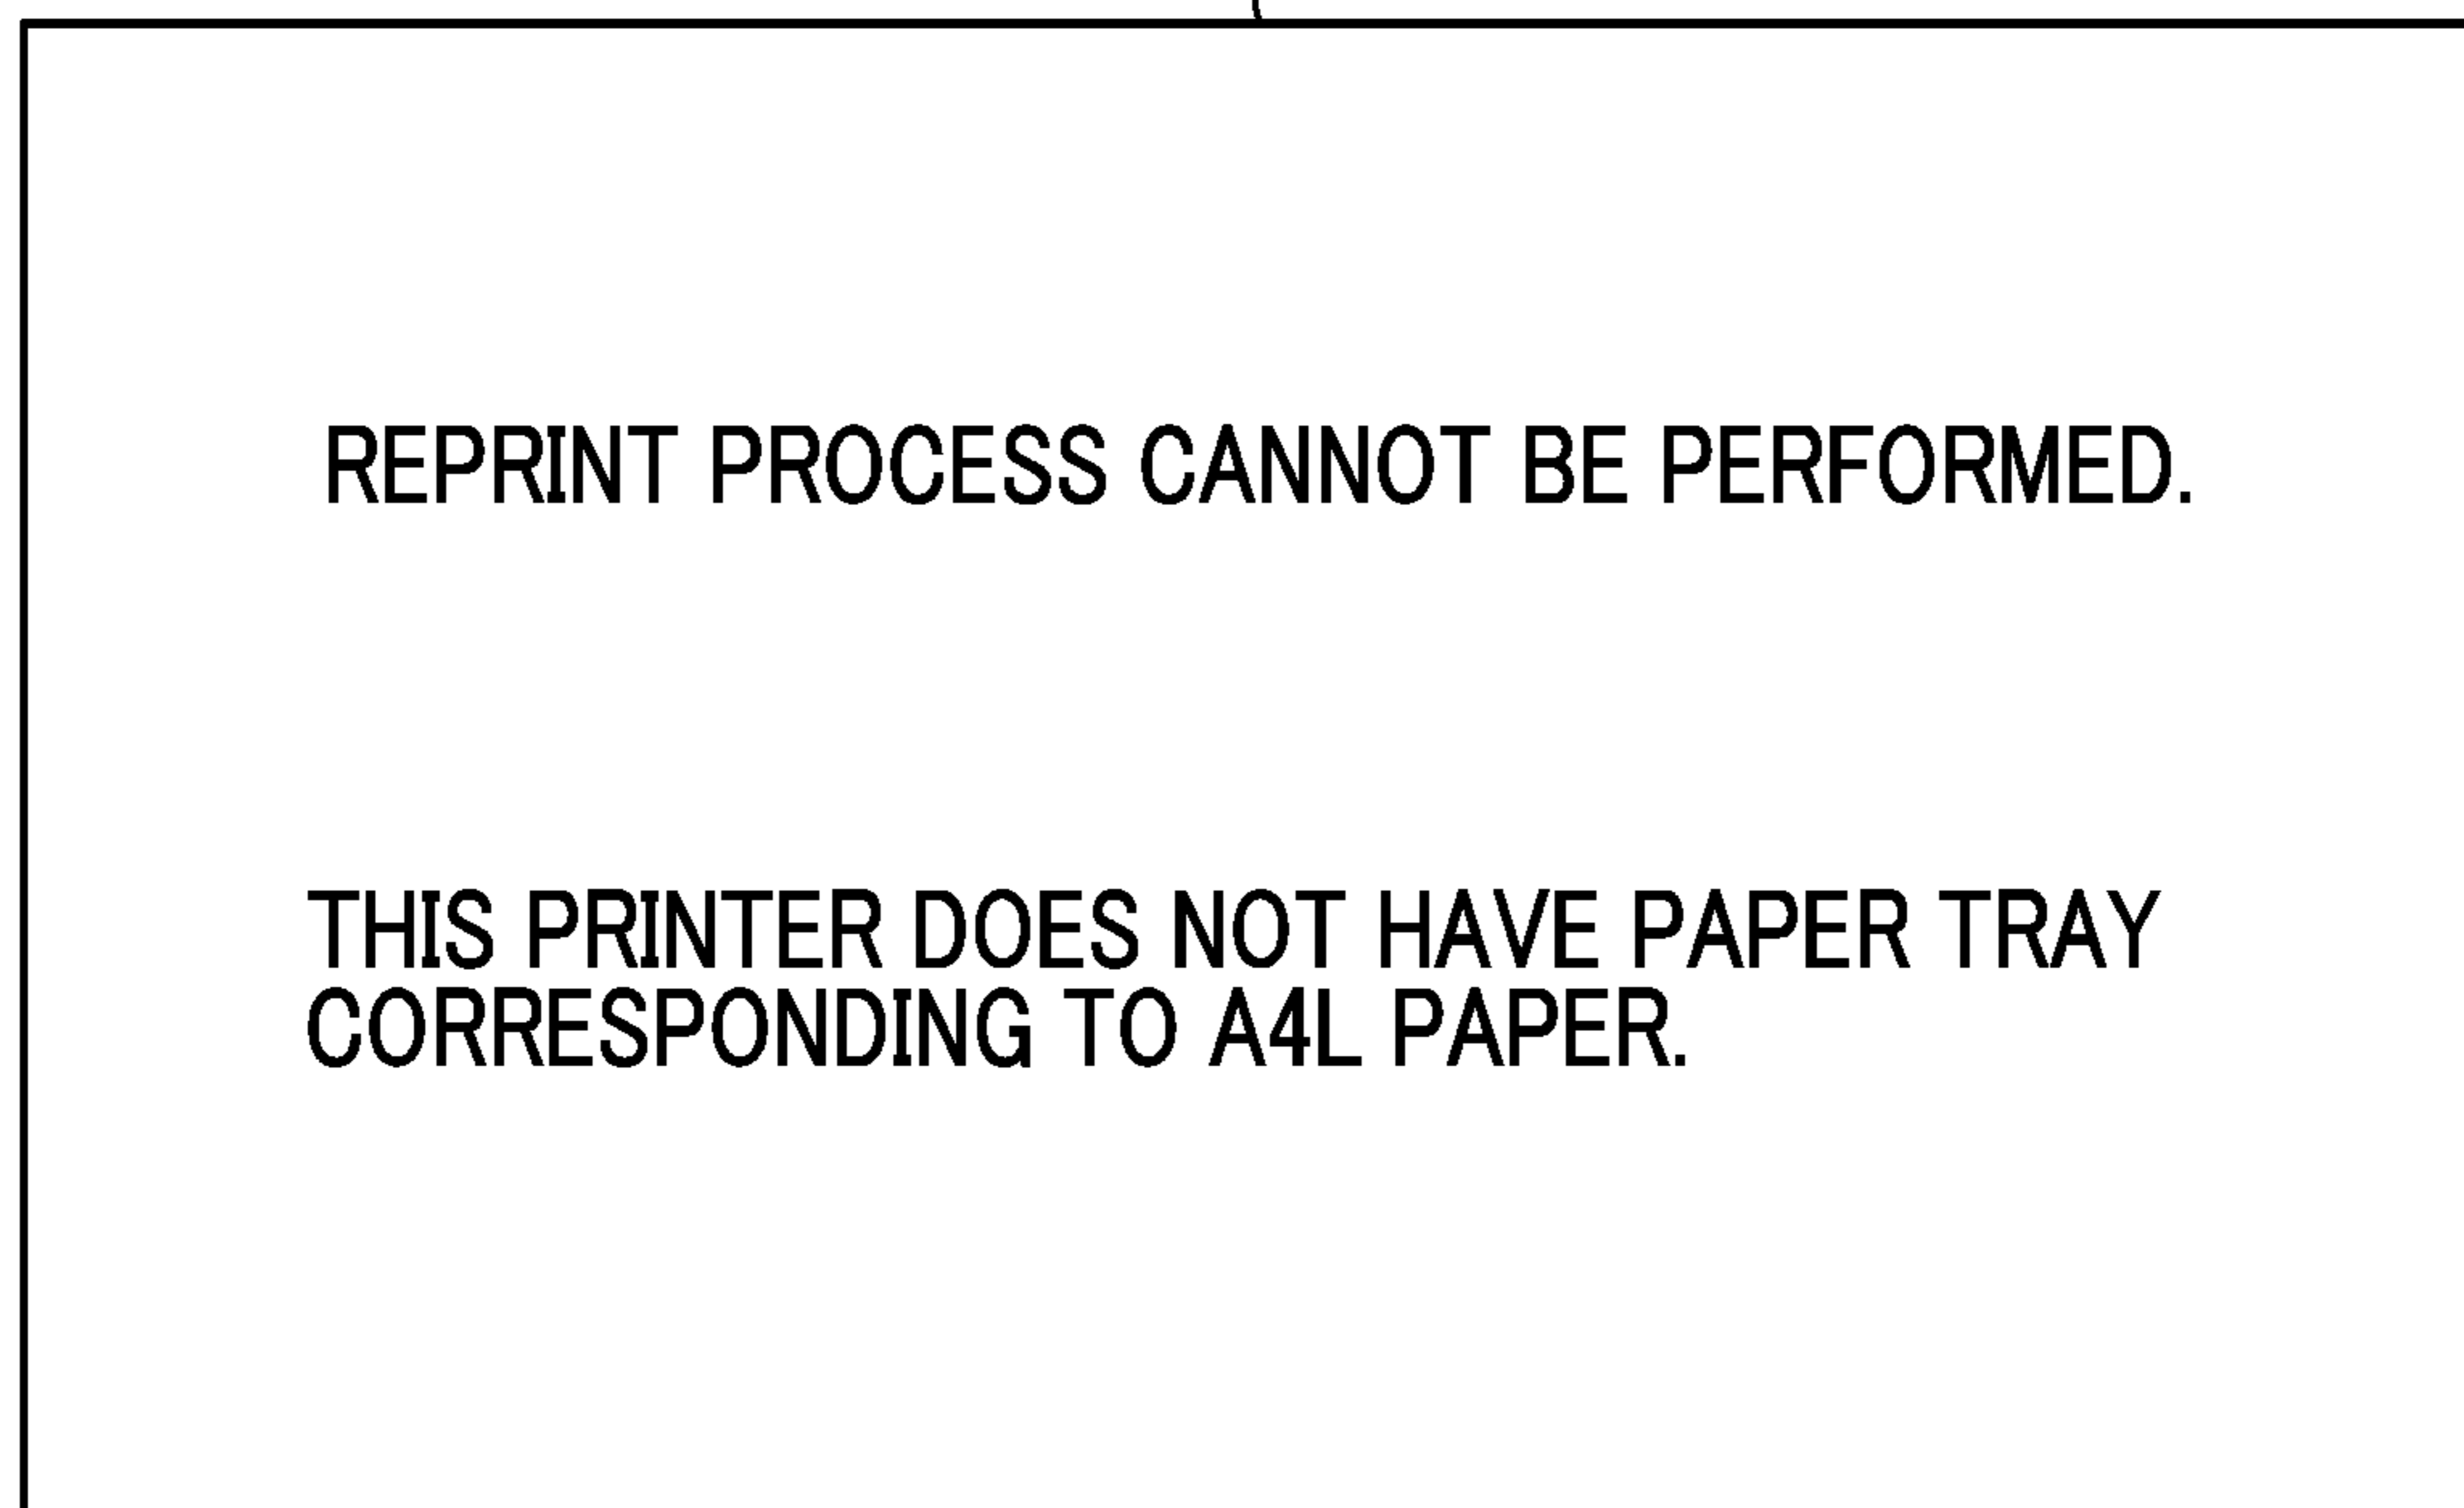 REPRINT PROCESS CANNOT BE PERFORMED.
THIS PRINTER DOES NOT HAVE PAPER TRAY
CORRESPONDING TO A4L PAPER.